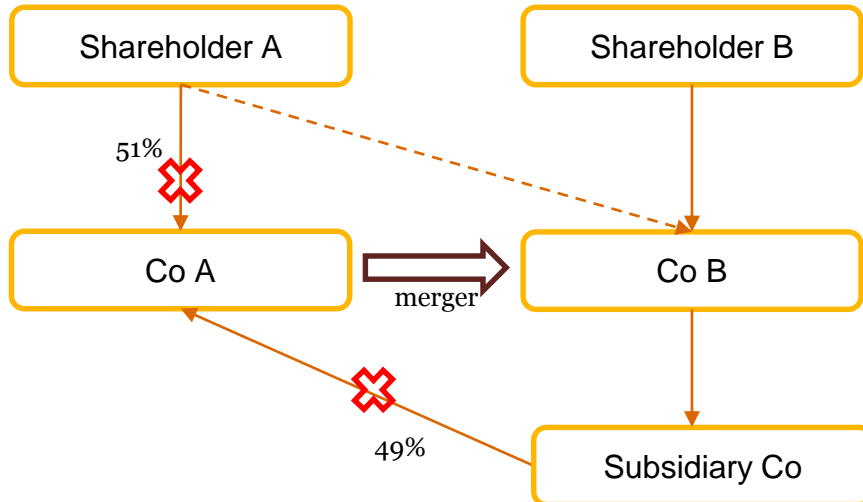 Shareholder A
Shareholder B
51%
Co A
Co B
merger
49%
Subsidiary Co